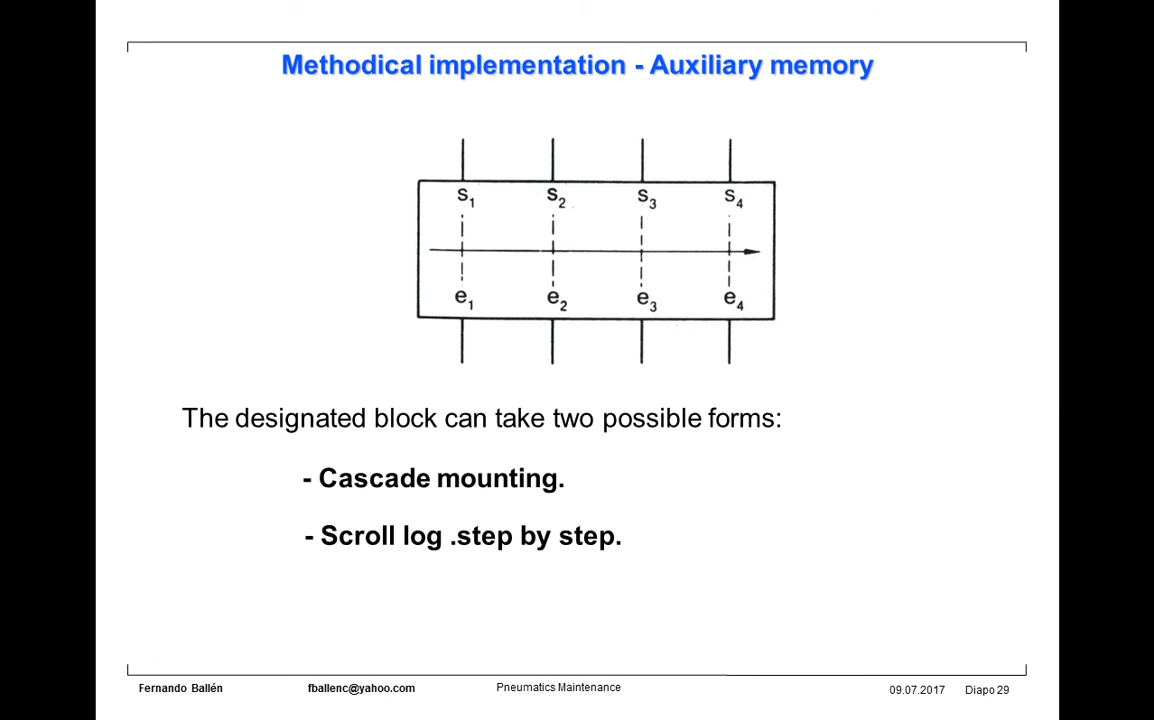 Methodical implementation - Auxiliary memory
s1 s2 s3 s4
e1 e2 e3 e4
The designated block can take two possible forms:
- Cascade mounting.
- Scroll log .step by step.
Fernando Ballén fballenc@yahoo.com Pneumatics Maintenance 09.07.2017 Diapo 29